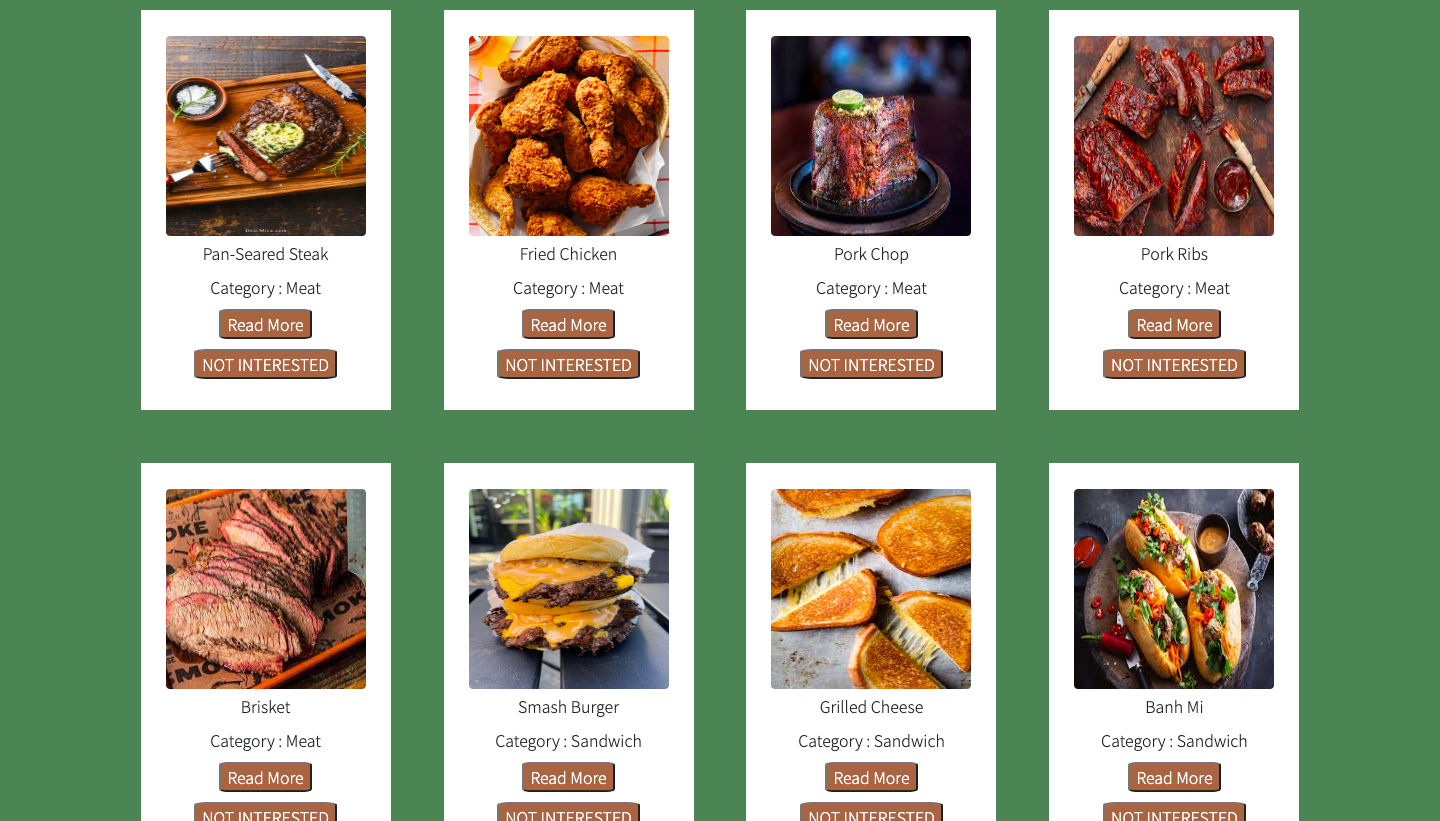 Pan-Seared Steak
Category : Meat
Read More
NOT INTERESTED
Fried Chicken
Category : Meat
Read More
NOT INTERESTED
Pork Chop
Category : Meat
Read More
NOT INTERESTED
Pork Ribs
Category : Meat
Read More
NOT INTERESTED
Brisket
Category : Meat
Read More
NOT INTERESTED
Smash Burger
Category : Sandwich
Read More
NOT INTERESTED
Grilled Cheese
Category : Sandwich
Read More
NOT INTERESTED
Banh Mi
Category : Sandwich
Read More
NOT INTERESTED